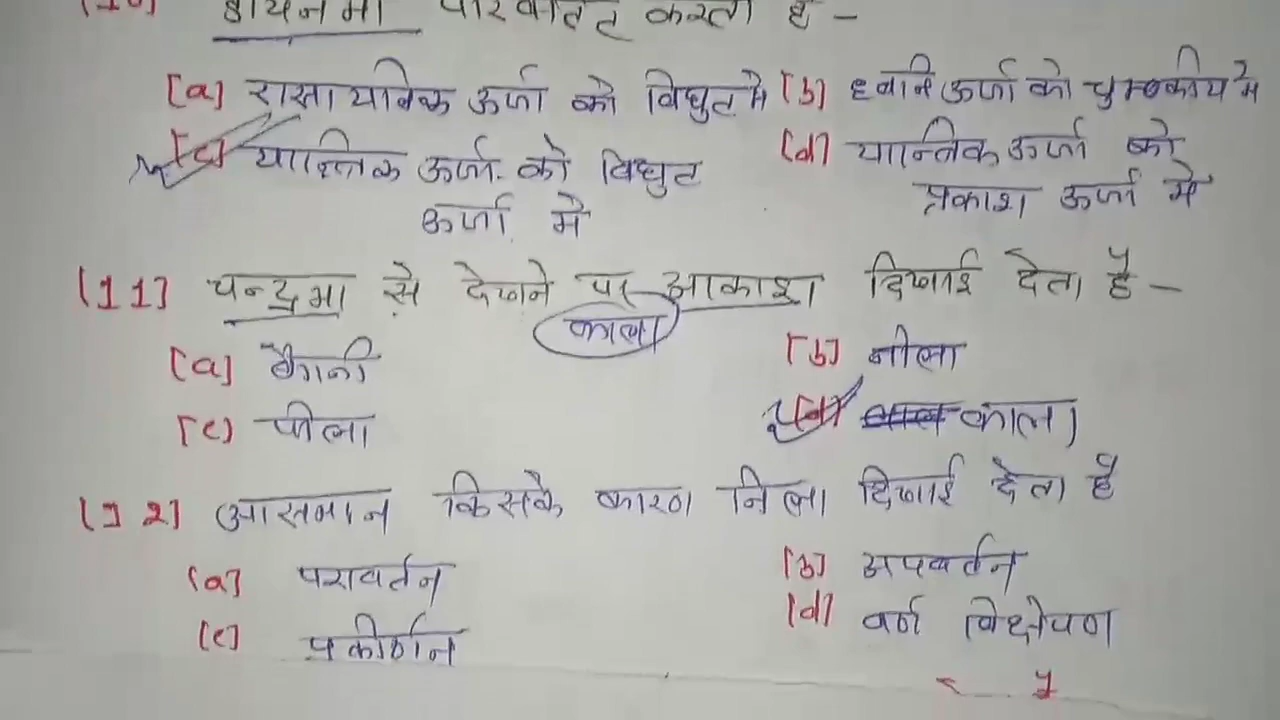 [10] डायनमो परिवर्तित करता है -
[a] रासायनिक ऊर्जा को विधुत मे [b] ध्वनि ऊर्जा को चुम्बकीय मे
[c] यान्त्रिक ऊर्जा को विधुत [d] यान्त्रिक ऊर्जा को
ऊर्जा मे प्रकाश ऊर्जा मे
[11] चन्द्रमा से देखने पर आकाश दिखाई देता है -
काला
[a] बैगनी [b] नीला
[c] पीला [d] काला
[12] आसमान किसके कारण निला दिखाई देता है
[a] परावर्तन [b] अपवर्तन
[c] प्रकीर्णन [d] वर्ण विक्षेपण